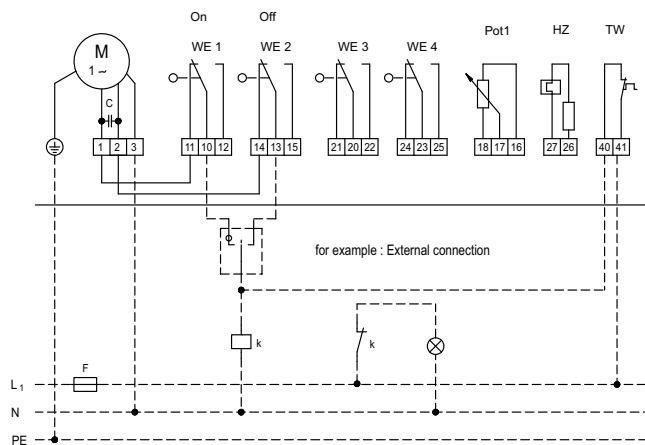 On Off
M 1 ~ WE 1 WE 2 WE 3 WE 4 Pot1 HZ TW
C
1 2 3 11 10 12 14 13 15 21 20 22 24 23 25 18 17 16 27 26 40 41
for example : External connection
k k
F
L1
N
PE